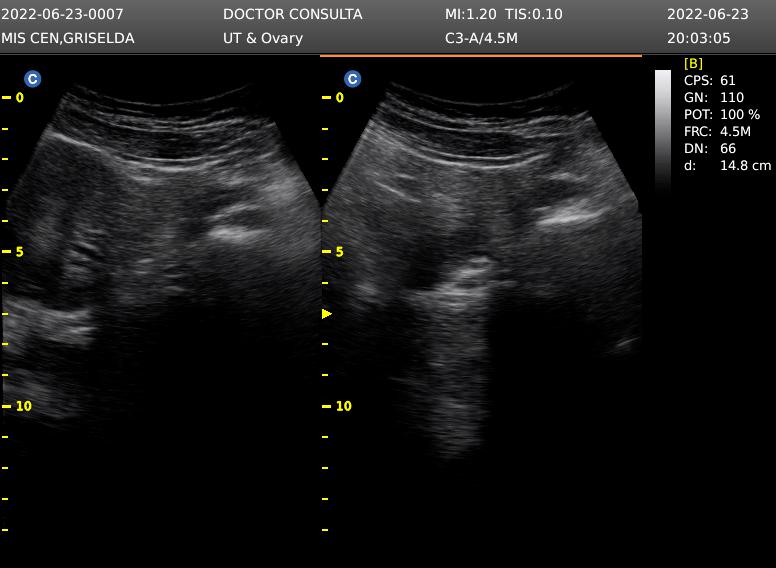 2022-06-23-0007 DOCTOR CONSULTA MI:1.20 TIS:0.10 2022-06-23
MIS CEN,GRISELDA UT & Ovary C3-A/4.5M 20:03:05
[B]
CPS: 61
GN: 110
POT: 100 %
FRC: 4.5M
DN: 66
d: 14.8 cm
C C
0 0
5 5
10 10